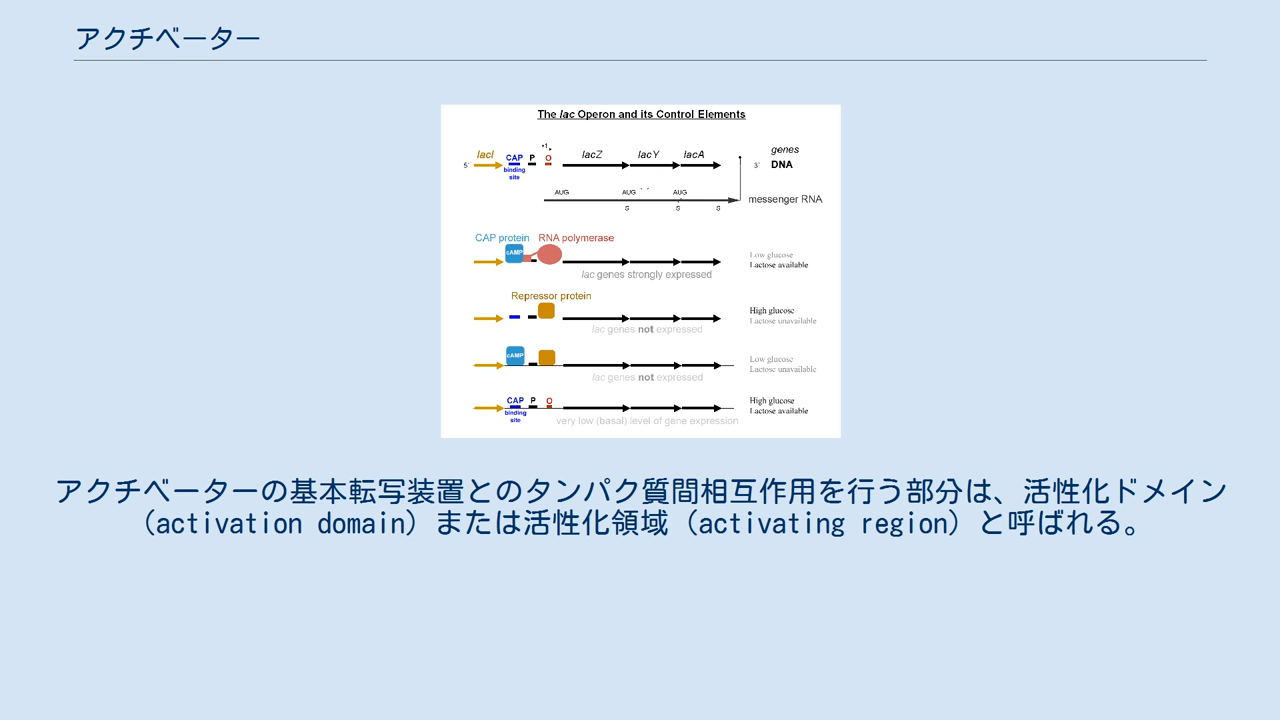 アクチベーター
The lac Operon and its Control Elements
+1
lacI CAP P O lacZ lacY lacA genes
5' 3' DNA
binding
site
AUG AUG AUG
messenger RNA
S S S
CAP protein RNA polymerase
cAMP
Low glucose
Lactose available
lac genes strongly expressed
Repressor protein
High glucose
Lactose unavailable
lac genes not expressed
cAMP
Low glucose
Lactose unavailable
lac genes not expressed
CAP P O
High glucose
binding
Lactose available
site
very low (basal) level of gene expression
アクチベーターの基本転写装置とのタンパク質間相互作用を行う部分は、活性化ドメイン
（activation domain）または活性化領域（activating region）と呼ばれる。